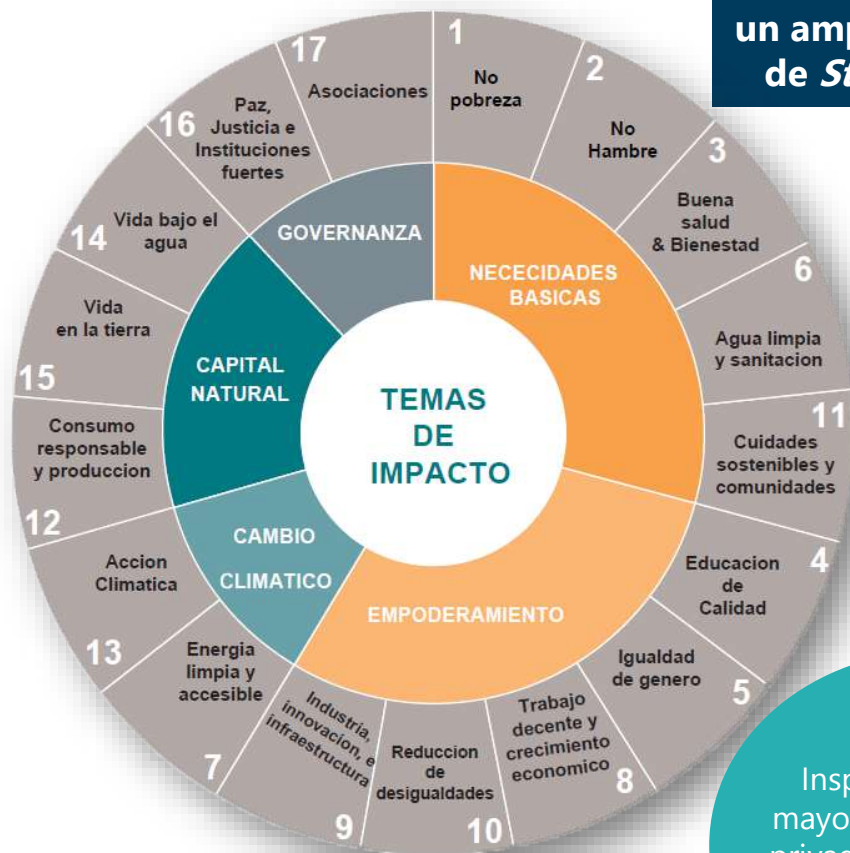 un amp
de St
1
No
pobreza
2
No
Hambre
3
Buena
salud
& Bienestad
6
Agua limpia
y sanitacion
11
Cuidades
sostenibles y
comunidades
4
Educacion
de
Calidad
5
Igualdad
de genero
8
Trabajo
decente y
crecimiento
economico
10
Reduccion
de
desigualdades
9
Industria,
innovacion, e
infraestructura
7
Energia
limpia y
accesible
13
Accion
Climatica
12
Consumo
responsable
y produccion
15
Vida
en la tierra
14
Vida bajo el
agua
16
Paz,
Justicia e
Instituciones
fuertes
17
Asociaciones
GOVERNANZA
NECECIDADES
BASICAS
EMPODERAMIENTO
CAMBIO
CLIMATICO
CAPITAL
NATURAL
TEMAS
DE
IMPACTO
Insp
mayo